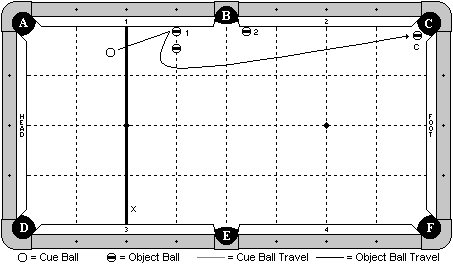 A B C
1 2
1 2
C
HEAD
FOOT
X
D E F
3 4
= Cue Ball = Object Ball = Cue Ball Travel = Object Ball Travel